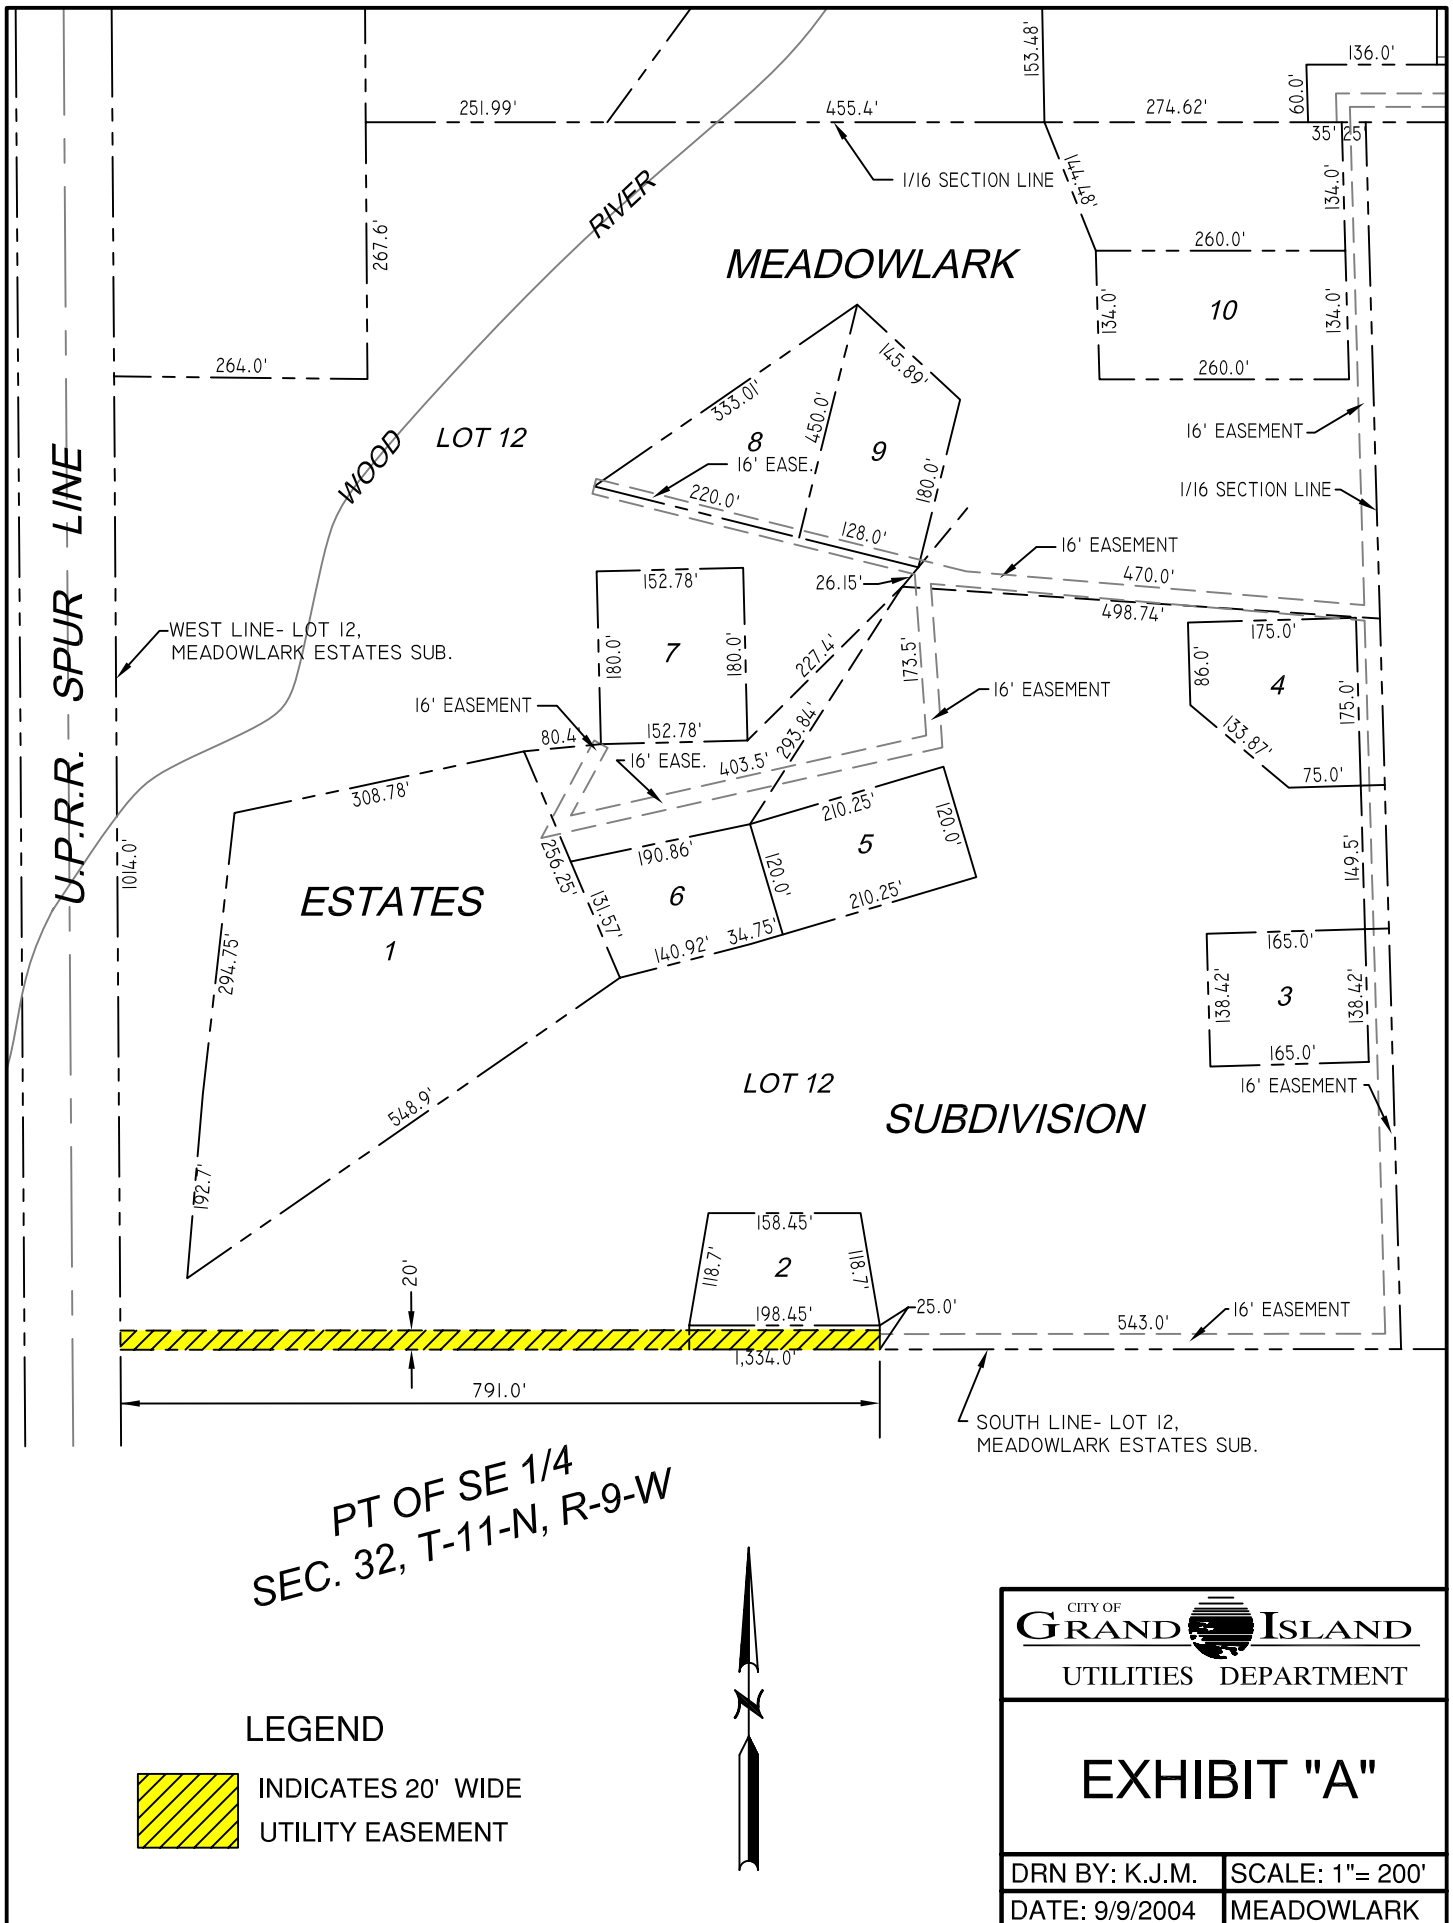 153.48'
136.0'
60.0'
251.99'
455.4'
274.62'
35' 25'
1/16 SECTION LINE
144.48'
134.0'
RIVER
267.6'
MEADOWLARK
260.0'
134.0'
10
134.0'
264.0'
145.89'
260.0'
333.07'
450.0'
LOT 12
8
9
16' EASEMENT
WOOD
16' EASE.
220.0'
180.0'
1/16 SECTION LINE
128.0'
16' EASEMENT
U.P.R.R. SPUR LINE
152.78'
26.15'
470.0'
498.74'
WEST LINE- LOT 12,
MEADOWLARK ESTATES SUB.
180.0'
7
180.0'
227.4'
173.5'
175.0'
86.0'
4
175.0'
16' EASEMENT
16' EASEMENT
80.4'
152.78'
293.84'
133.87'
16' EASE.
403.5'
75.0'
308.78'
210.25'
120.0'
1014.0'
256.25'
190.86'
5
149.5'
120.0'
ESTATES
131.57'
6
210.25'
1
140.92'
34.75'
165.0'
294.75'
138.42'
3
138.42'
165.0'
LOT 12
16' EASEMENT
548.9'
SUBDIVISION
192.7'
158.45'
118.7'
2
118.7'
20'
198.45'
25.0'
543.0'
16' EASEMENT
1,334.0'
791.0'
SOUTH LINE- LOT 12,
MEADOWLARK ESTATES SUB.
PT OF SE 1/4
SEC. 32, T-11-N, R-9-W
N
CITY OF
GRAND ISLAND
UTILITIES DEPARTMENT
LEGEND
INDICATES 20' WIDE
UTILITY EASEMENT
EXHIBIT "A"
DRN BY: K.J.M.
SCALE: 1"= 200'
DATE: 9/9/2004
MEADOWLARK